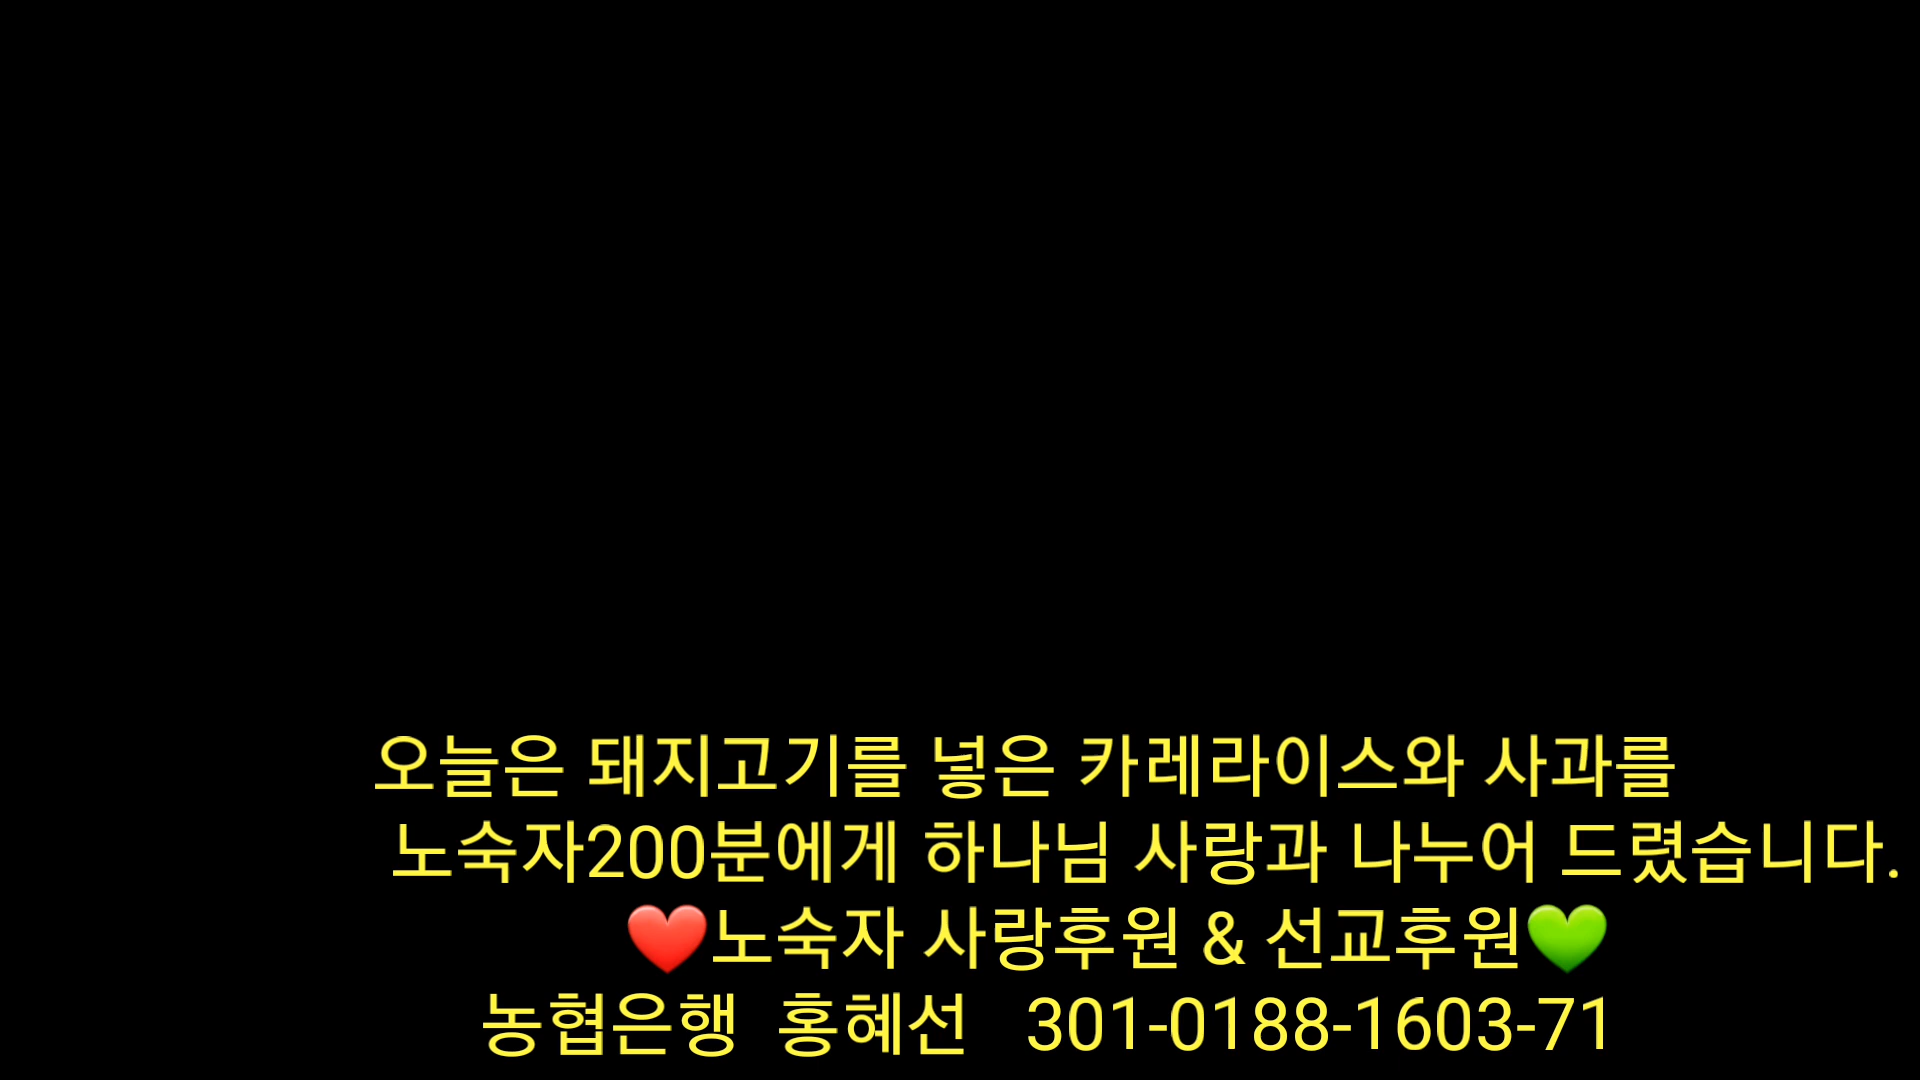 오늘은 돼지고기를 넣은 카레라이스와 사과를
노숙자200분에게 하나님 사랑과 나누어 드렸습니다.
❤️노숙자 사랑후원 & 선교후원💚
농협은행 홍혜선 301-0188-1603-71